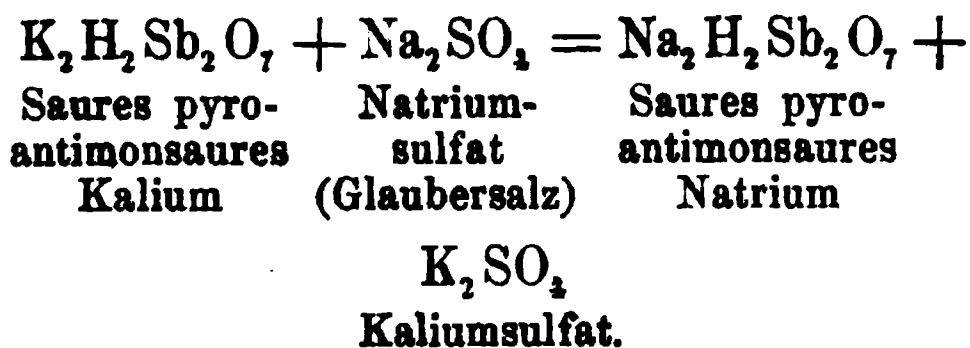 K₂H₂Sb₂O₇ + Na₂SO₄ = Na₂H₂Sb₂O₇ +
Saures pyro- Natrium- Saures pyro-
antimonsaures sulfat antimonsaures
Kalium (Glaubersalz) Natrium
K₂SO₄
Kaliumsulfat.